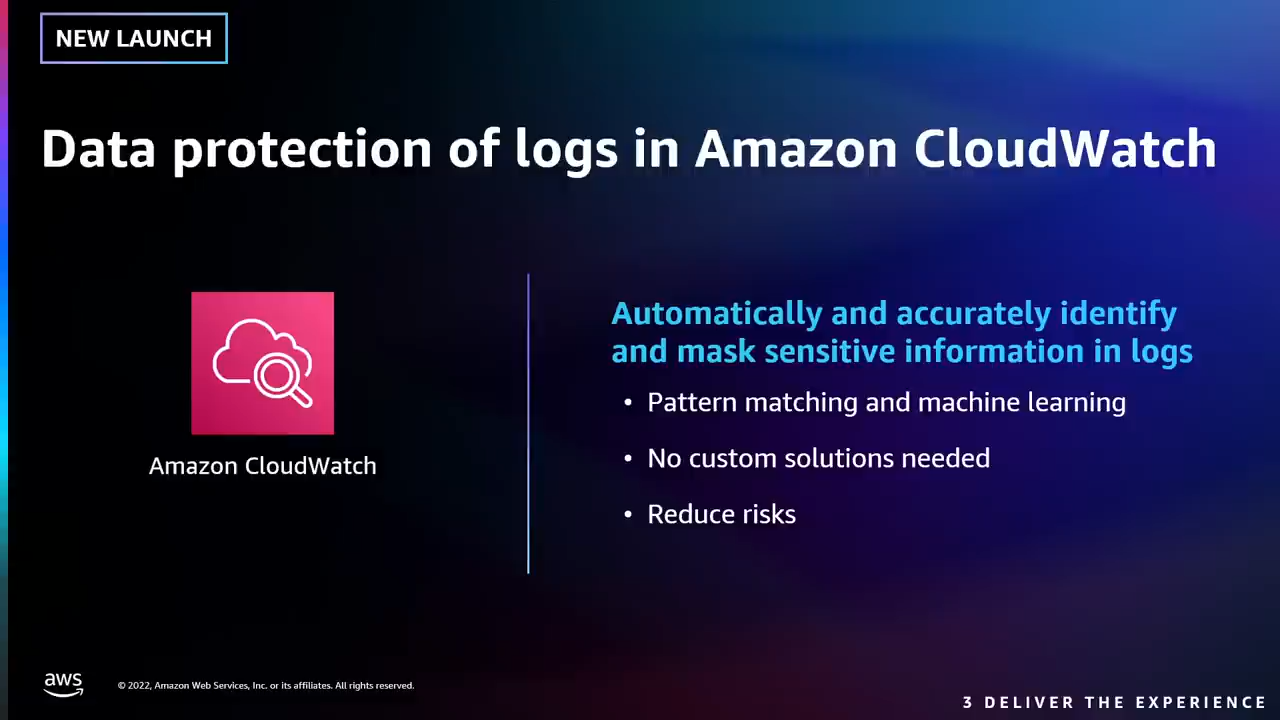 NEW LAUNCH
Data protection of logs in Amazon CloudWatch
Amazon CloudWatch
Automatically and accurately identify
and mask sensitive information in logs
• Pattern matching and machine learning
• No custom solutions needed
• Reduce risks
aws
© 2022, Amazon Web Services, Inc. or its affiliates. All rights reserved.
3 DELIVER THE EXPERIENCE